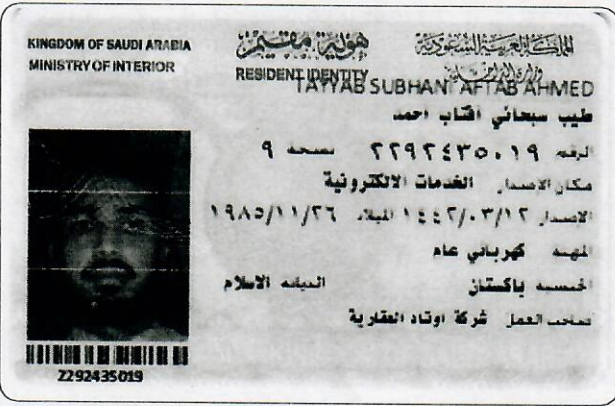 KINGDOM OF SAUDI ARABIA
MINISTRY OF INTERIOR
هوية مقيم
RESIDENT IDENTITY
المملكة العربية السعودية
وزارة الداخلية
TAYYAB SUBHANI AFTAB AHMED
طيب سبحاني افتاب احمد
الرقم ٢٢٩٢٤٣٥٠١٩ نسخة ٩
مكان الإصدار الخدمات الالكترونية
الإصدار ١٤٤٢/٠٣/١٢ الميلاد ١٩٨٥/١١/٢٦
المهنة كهربائي عام
الجنسية باكستان الديانة الاسلام
صاحب العمل شركة اوتاد العقارية
2292435019